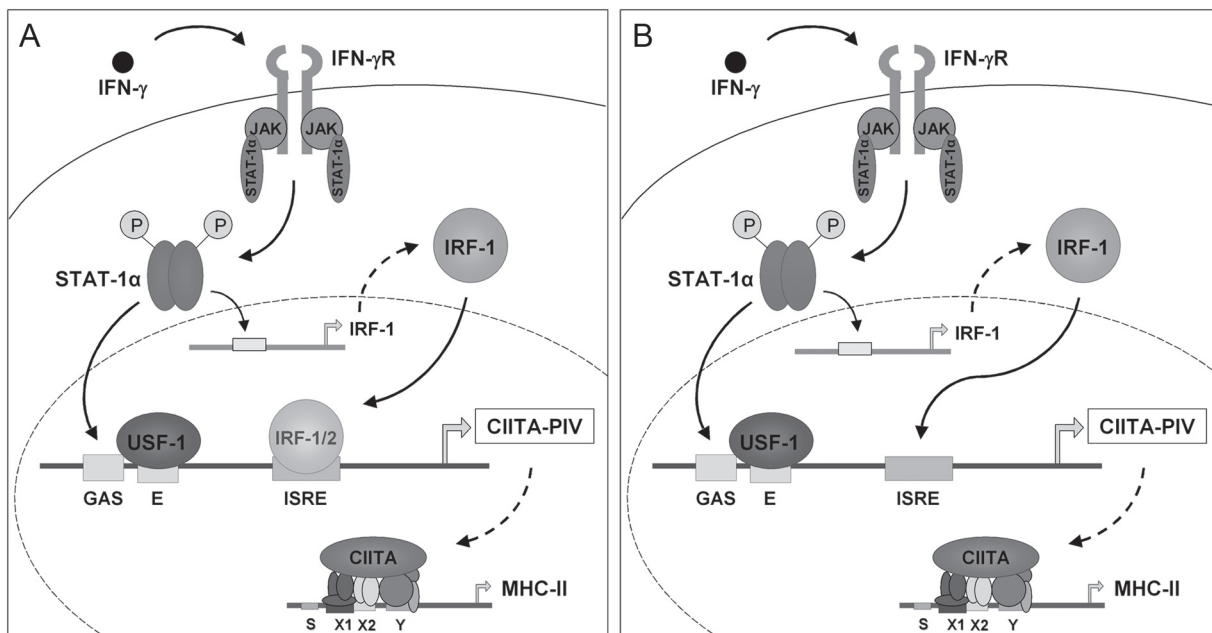 A
IFN-γ
IFN-γR
JAK
JAK
STAT-1α
STAT-1α
P
P
STAT-1α
IRF-1
IRF-1
USF-1
IRF-1/2
CIITA-PIV
GAS
E
ISRE
CIITA
MHC-II
S
X1
X2
Y
B
IFN-γ
IFN-γR
JAK
JAK
STAT-1α
STAT-1α
P
P
STAT-1α
IRF-1
IRF-1
USF-1
CIITA-PIV
GAS
E
ISRE
CIITA
MHC-II
S
X1
X2
Y